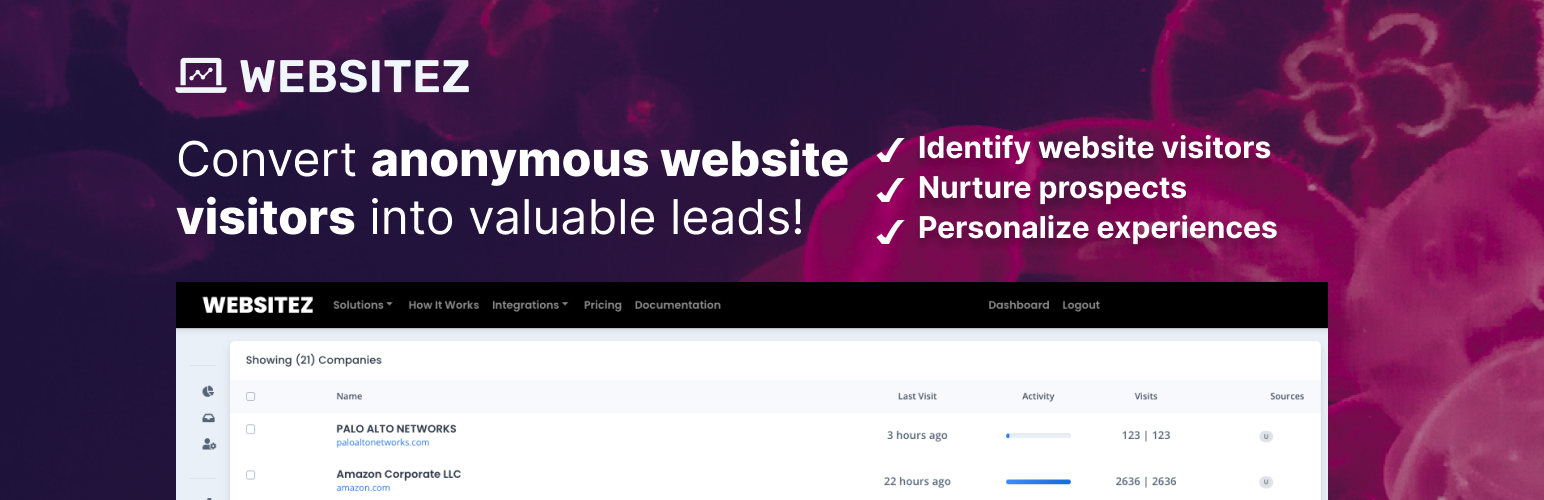 WEBSITEZ
Convert anonymous website
visitors into valuable leads!
Identify website visitors
Nurture prospects
Personalize experiences
WEBSITEZ Solutions How It Works Integrations Pricing Documentation Dashboard Logout
Showing (21) Companies
Name Last Visit Activity Visits Sources
PALO ALTO NETWORKS
paloaltonetworks.com
3 hours ago 123 | 123 U
Amazon Corporate LLC
amazon.com
22 hours ago 2636 | 2636 U